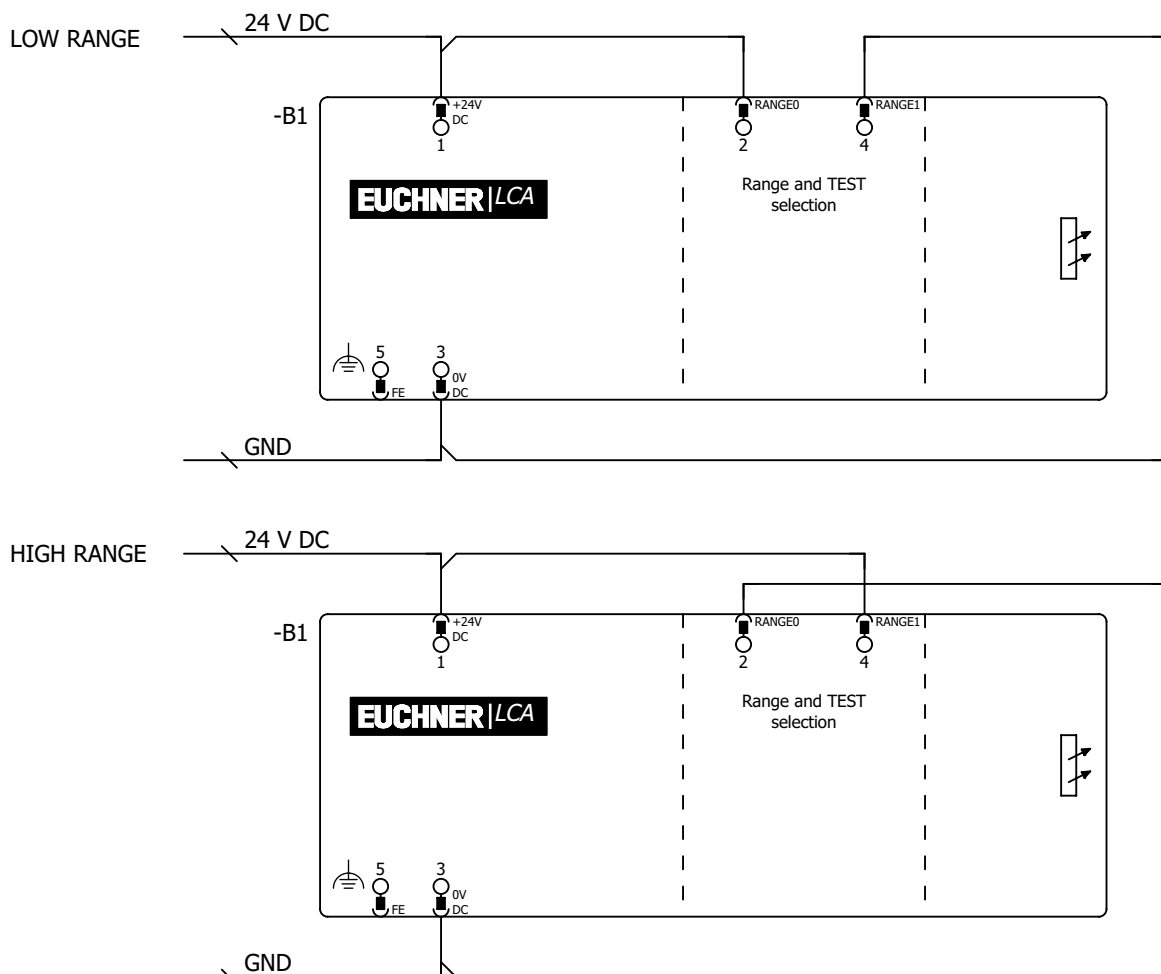 LOW RANGE
24 V DC
-B1
+24V
DC
1
RANGE0
2
RANGE1
4
EUCHNER|LCA
Range and TEST
selection
5
FE
3
0V
DC
GND
HIGH RANGE
24 V DC
-B1
+24V
DC
1
RANGE0
2
RANGE1
4
EUCHNER|LCA
Range and TEST
selection
5
FE
3
0V
DC
GND